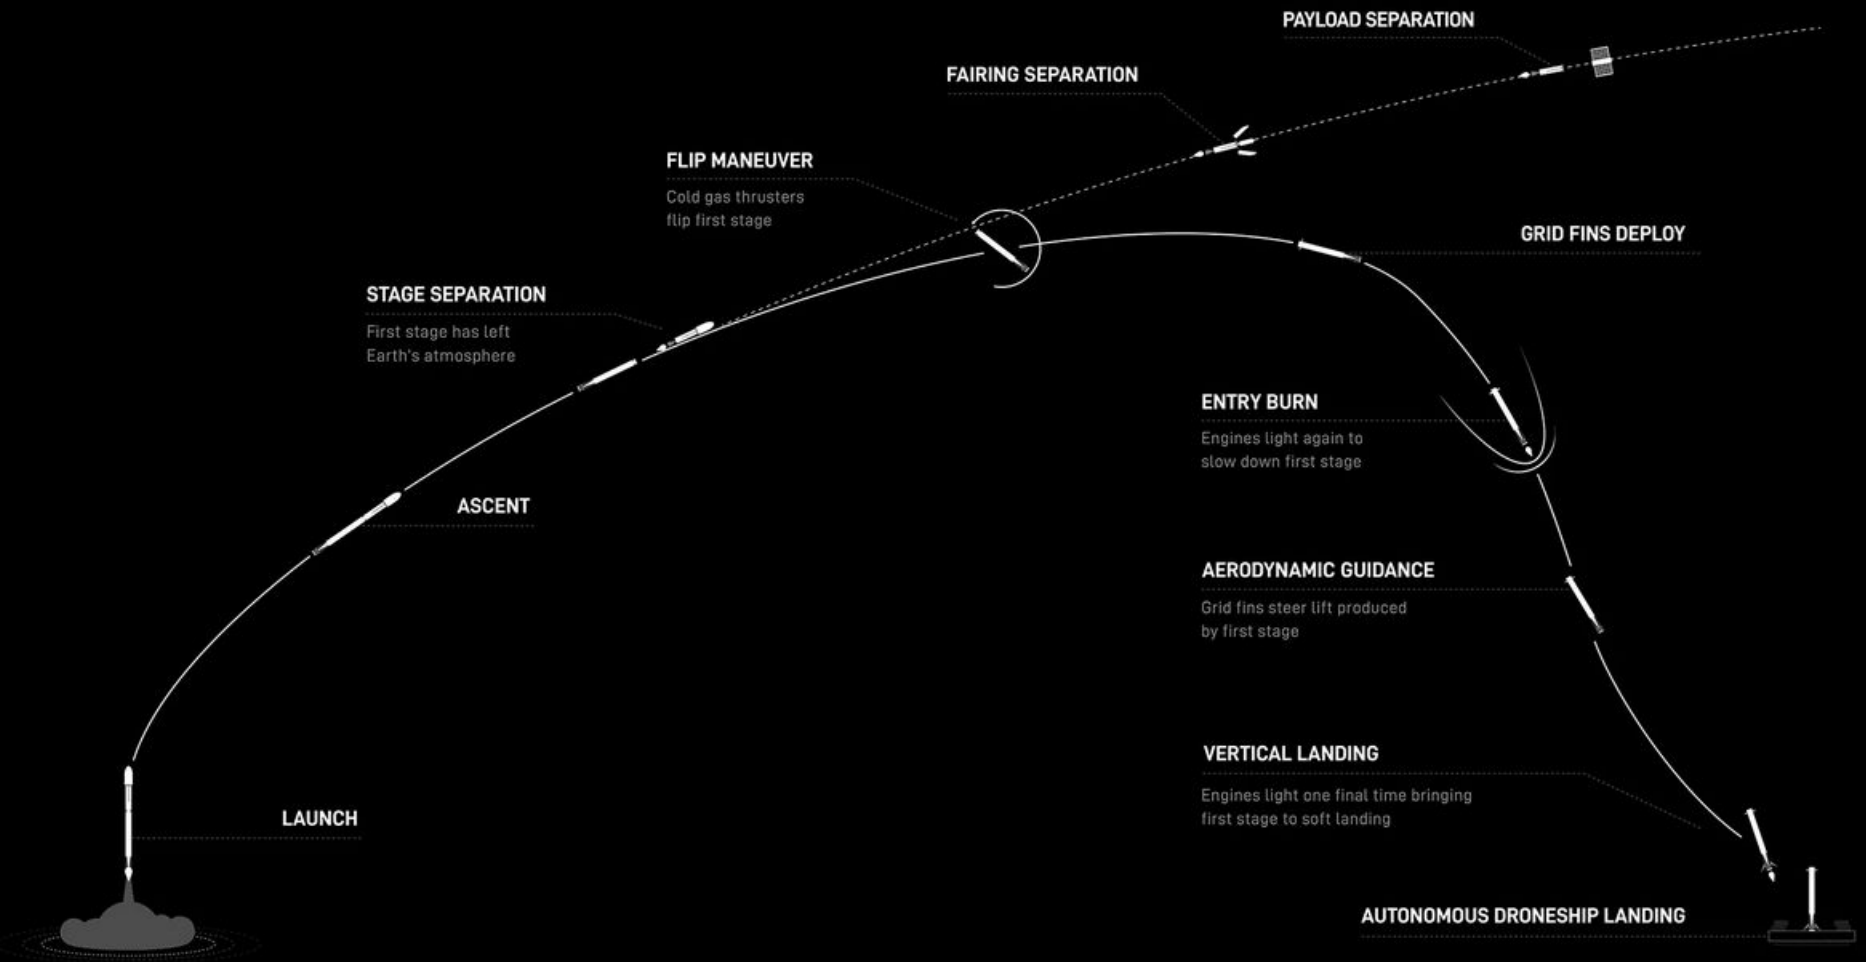 PAYLOAD SEPARATION
FAIRING SEPARATION
FLIP MANEUVER
Cold gas thrusters
flip first stage
GRID FINS DEPLOY
STAGE SEPARATION
First stage has left
Earth's atmosphere
ENTRY BURN
Engines light again to
slow down first stage
ASCENT
AERODYNAMIC GUIDANCE
Grid fins steer lift produced
by first stage
VERTICAL LANDING
Engines light one final time bringing
first stage to soft landing
LAUNCH
AUTONOMOUS DRONESHIP LANDING